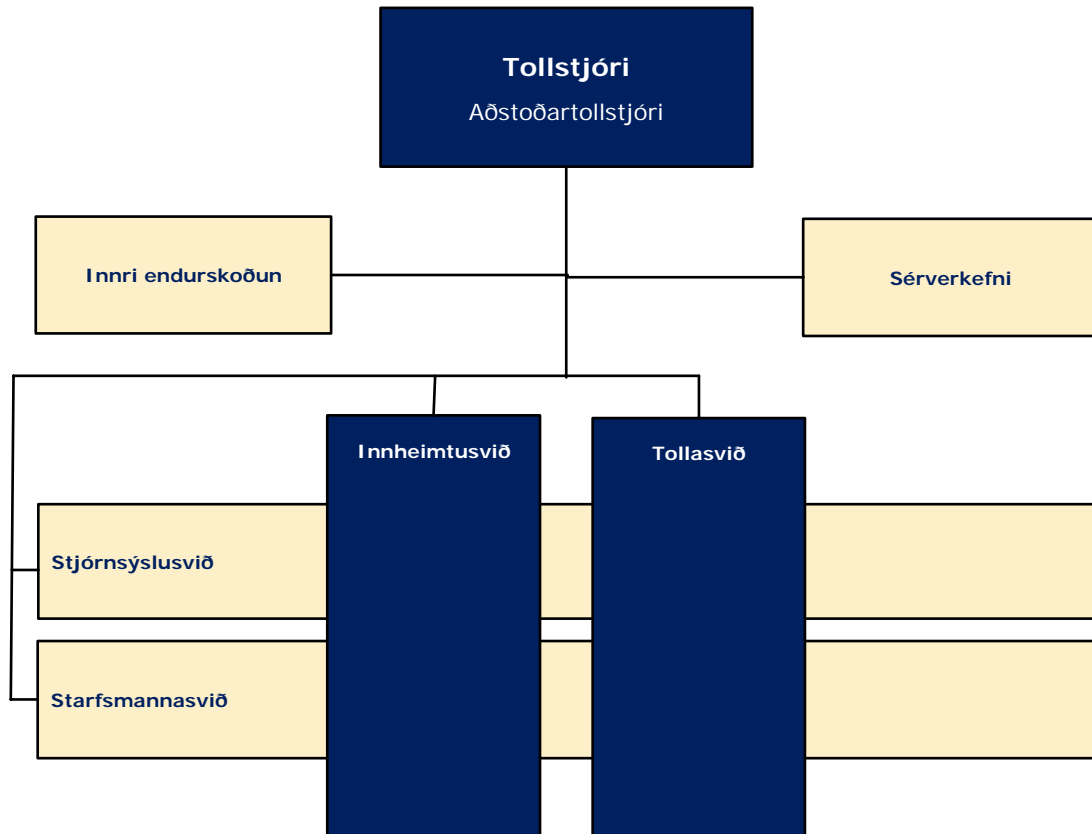 Tollstjóri
Aðstoðartollstjóri
Innri endurskoðun
Sérverkefni
Innheimtusvið
Tollasvið
Stjórnsýslusvið
Starfsmannasvið